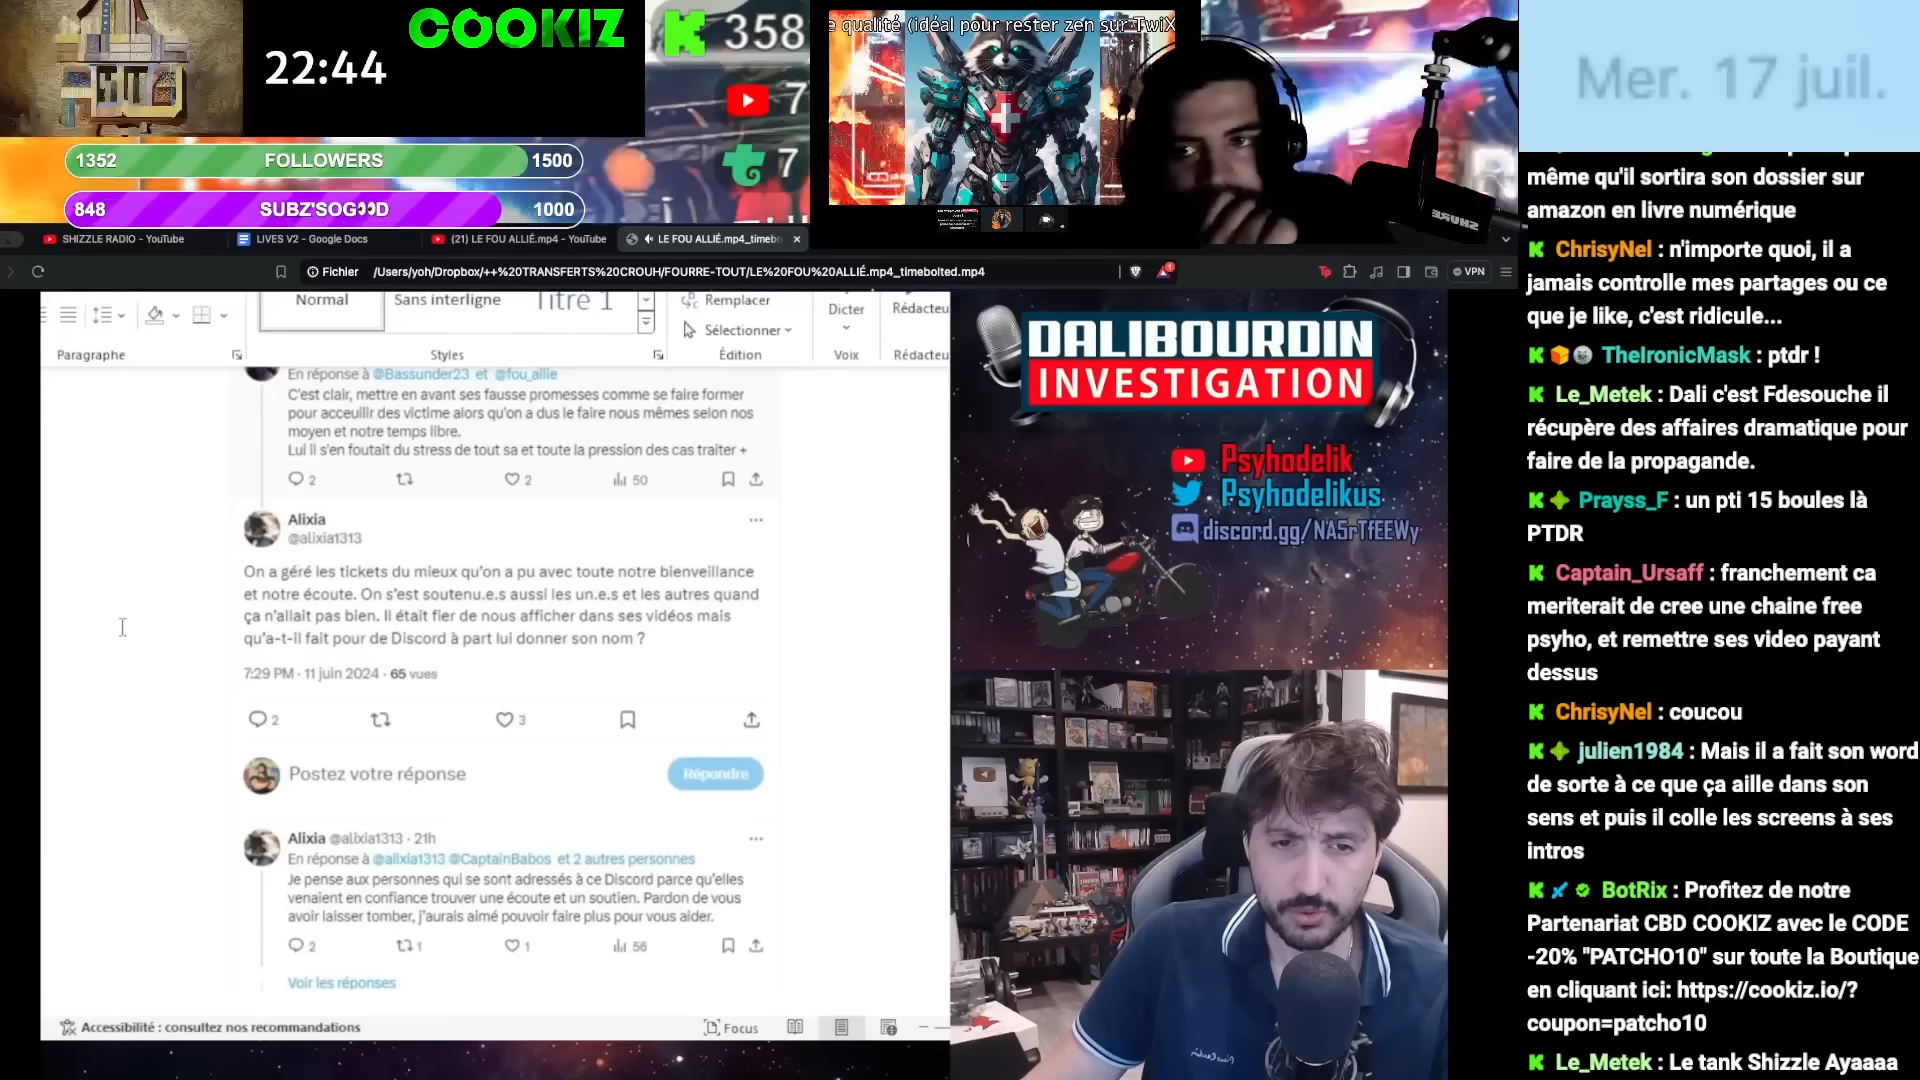 COOKIZ
22:44
358
7
7
1352 FOLLOWERS 1500
848 SUBZ'SOG👀D 1000
e qualité (idéal pour rester zen sur TwiX
SHURE
Mer. 17 juil.
SHIZZLE RADIO - YouTube
LIVES V2 - Google Docs
(21) LE FOU ALLIÉ.mp4 - YouTube
LE FOU ALLIÉ.mp4_timebo
Fichier /Users/yoh/Dropbox/++%20TRANSFERTS%20CROUH/FOURRE-TOUT/LE%20FOU%20ALLIÉ.mp4_timebolted.mp4
VPN
Normal
Sans interligne
Titre 1
Remplacer
Sélectionner
Dicter
Rédacteu
Paragraphe
Styles
Édition
Voix
Rédacteu
En réponse à @Bassunder23 et @fou_allie
C'est clair, mettre en avant ses fausse promesses comme se faire former
pour acceuillir des victime alors qu'on a dus le faire nous mêmes selon nos
moyen et notre temps libre.
Lui il s'en foutait du stress de tout sa et toute la pression des cas traiter +
2
2
50
Alixia
@alixia1313
On a géré les tickets du mieux qu'on a pu avec toute notre bienveillance
et notre écoute. On s'est soutenu.e.s aussi les un.e.s et les autres quand
ça n'allait pas bien. Il était fier de nous afficher dans ses vidéos mais
qu'a-t-il fait pour de Discord à part lui donner son nom ?
7:29 PM · 11 juin 2024 · 65 vues
2
3
Postez votre réponse
Répondre
Alixia @alixia1313 · 21h
En réponse à @alixia1313 @CaptainBabos et 2 autres personnes
Je pense aux personnes qui se sont adressés à ce Discord parce qu'elles
venaient en confiance trouver une écoute et un soutien. Pardon de vous
avoir laisser tomber, j'aurais aimé pouvoir faire plus pour vous aider.
2
1
1
56
Voir les réponses
Accessibilité : consultez nos recommandations
Focus
DALIBOURDIN
INVESTIGATION
Psyhodelik
Psyhodelikus
discord.gg/NA5rTfEEWy
même qu'il sortira son dossier sur
amazon en livre numérique
ChrisyNel : n'importe quoi, il a
jamais controlle mes partages ou ce
que je like, c'est ridicule...
TheIronicMask : ptdr !
Le_Metek : Dali c'est Fdesouche il
récupère des affaires dramatique pour
faire de la propagande.
Prayss_F : un pti 15 boules là
PTDR
Captain_Ursaff : franchement ca
meriterait de cree une chaine free
psyho, et remettre ses video payant
dessus
ChrisyNel : coucou
julien1984 : Mais il a fait son word
de sorte à ce que ça aille dans son
sens et puis il colle les screens à ses
intros
BotRix : Profitez de notre
Partenariat CBD COOKIZ avec le CODE
-20% "PATCHO10" sur toute la Boutique
en cliquant ici: https://cookiz.io/?
coupon=patcho10
Le_Metek : Le tank Shizzle Ayaaaa